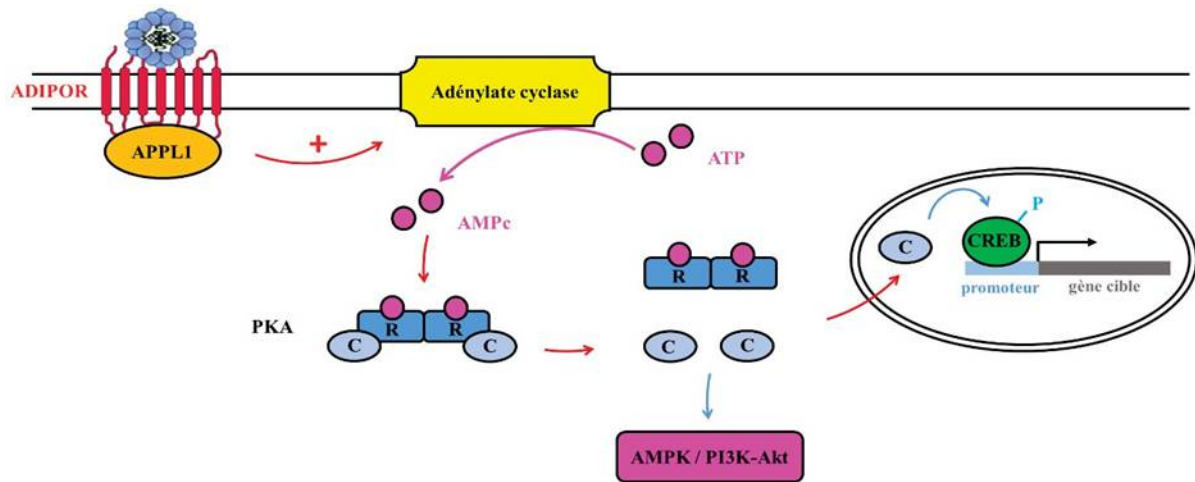 ADIPOR
Adénylate cyclase
APPL1
+
ATP
AMPc
P
C
CREB
R
R
promoteur
gène cible
PKA
R
R
C
C
C
C
AMPK / PI3K-Akt